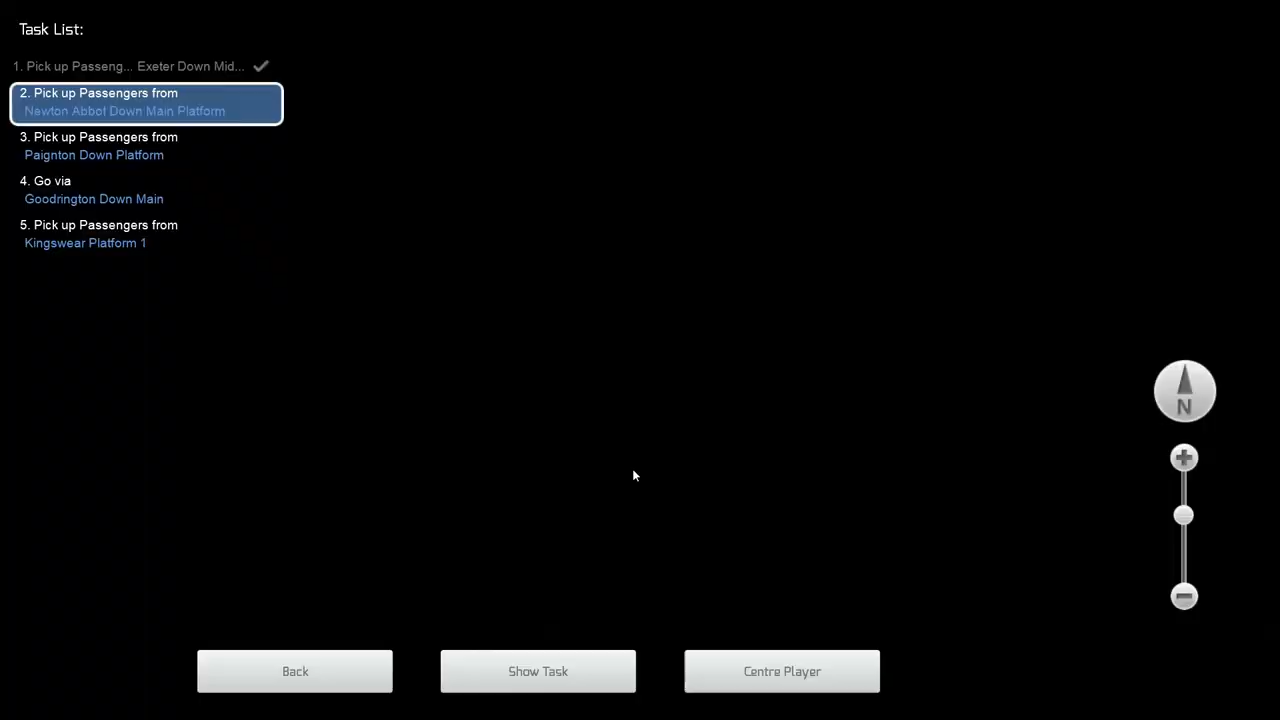 Task List:
1. Pick up Passeng... Exeter Down Mid...
2. Pick up Passengers from
Newton Abbot Down Main Platform
3. Pick up Passengers from
Paignton Down Platform
4. Go via
Goodrington Down Main
5. Pick up Passengers from
Kingswear Platform 1
N
Back
Show Task
Centre Player